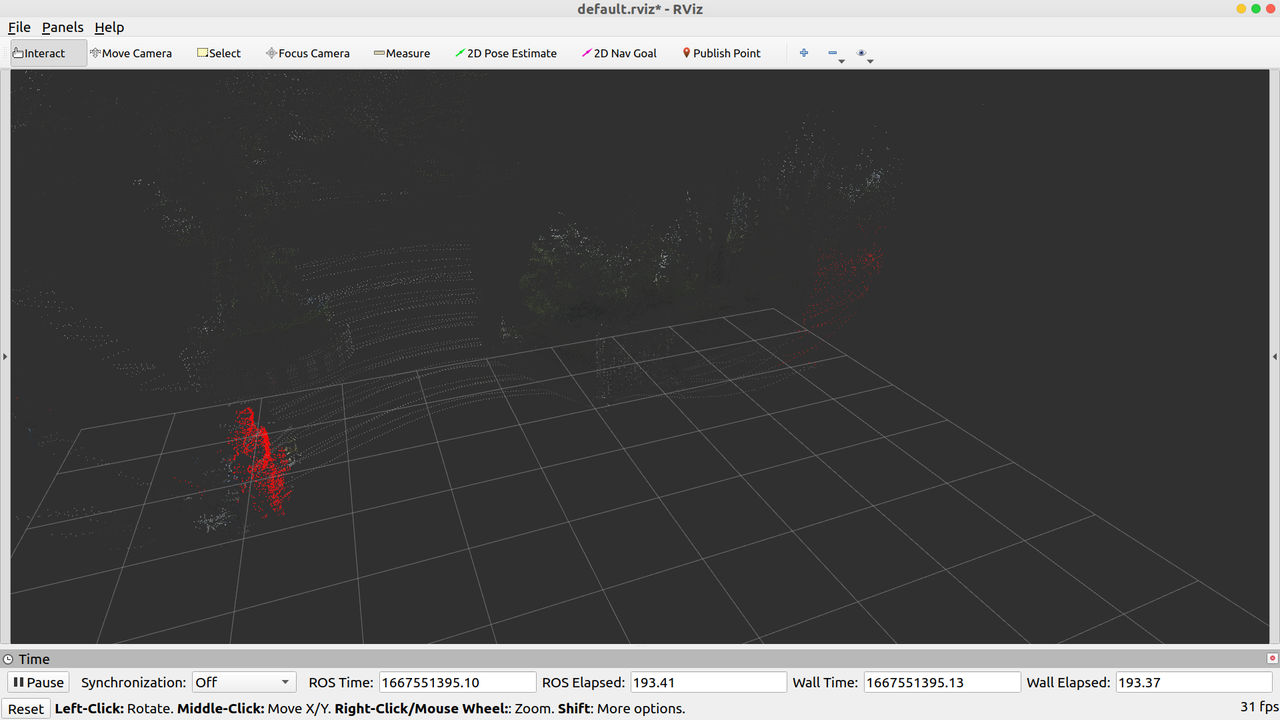 default.rviz* - RViz
File Panels Help
Interact Move Camera Select Focus Camera Measure 2D Pose Estimate 2D Nav Goal Publish Point
Time
Pause Synchronization: Off ROS Time: 1667551395.10 ROS Elapsed: 193.41 Wall Time: 1667551395.13 Wall Elapsed: 193.37
Reset Left-Click: Rotate. Middle-Click: Move X/Y. Right-Click/Mouse Wheel:: Zoom. Shift: More options. 31 fps